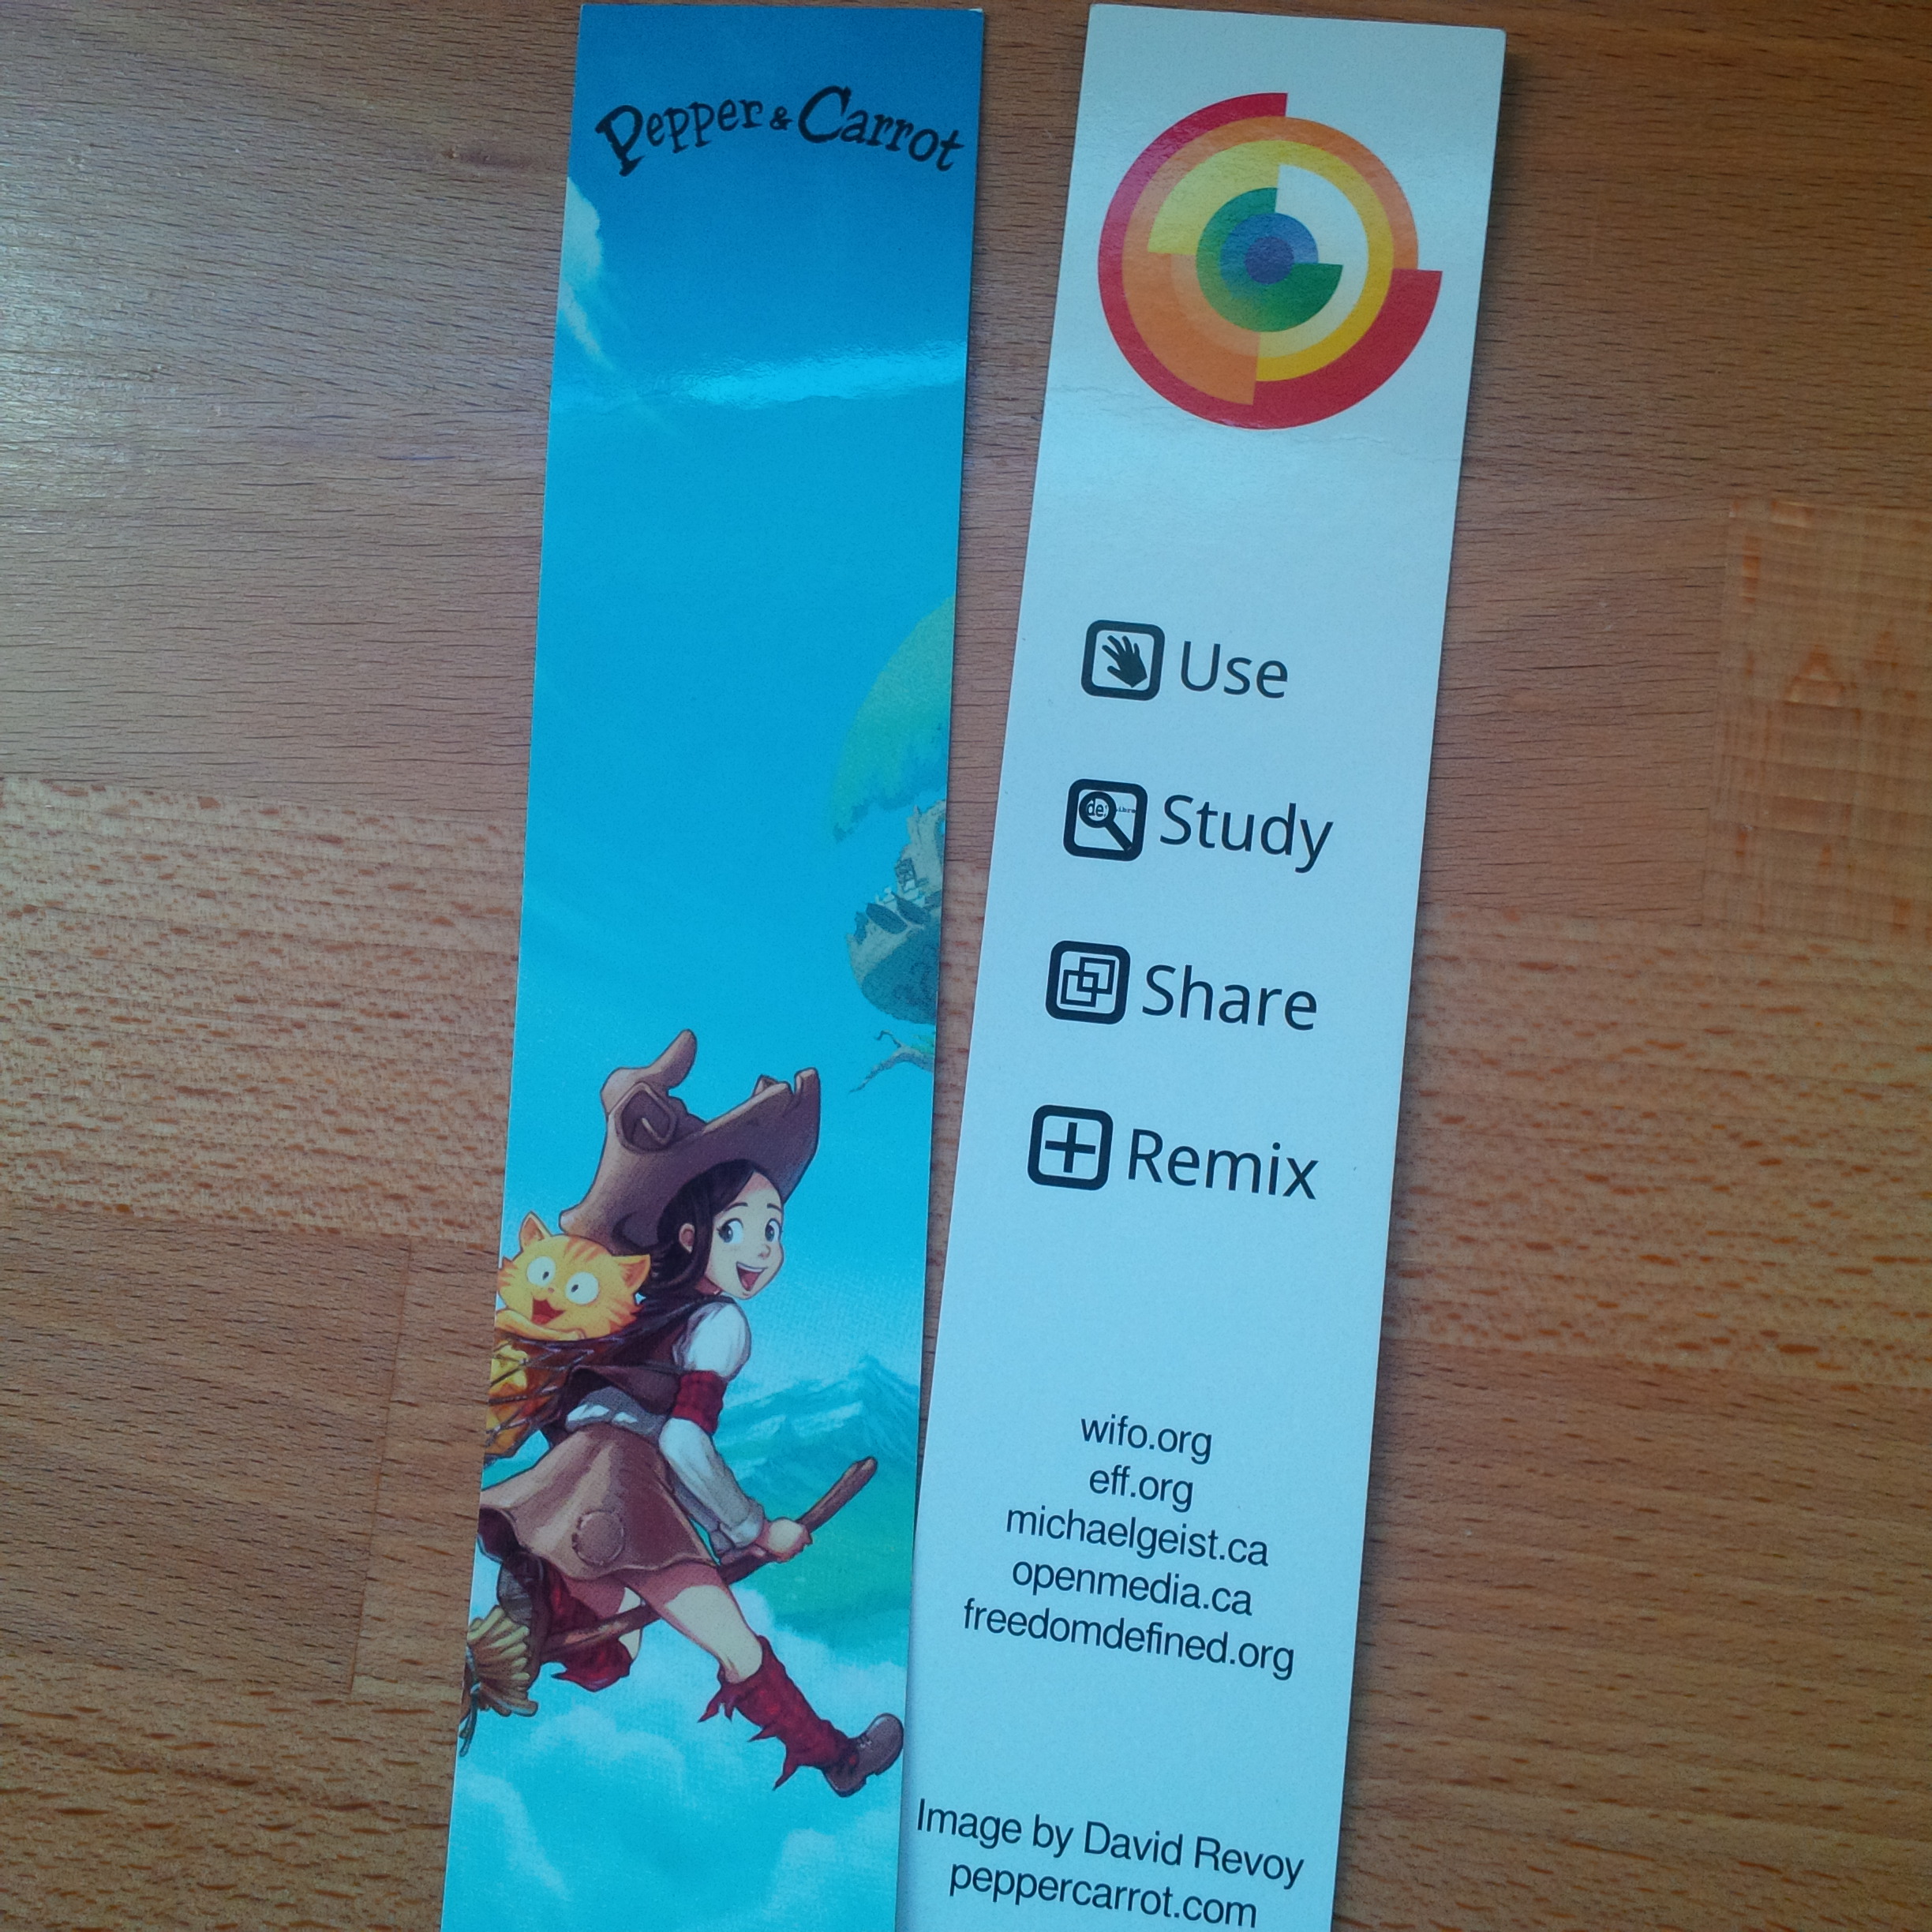 Pepper & Carrot
Use
Study
Share
Remix
wifo.org
eff.org
michaelgeist.ca
openmedia.ca
freedomdefined.org
Image by David Revoy
peppercarrot.com